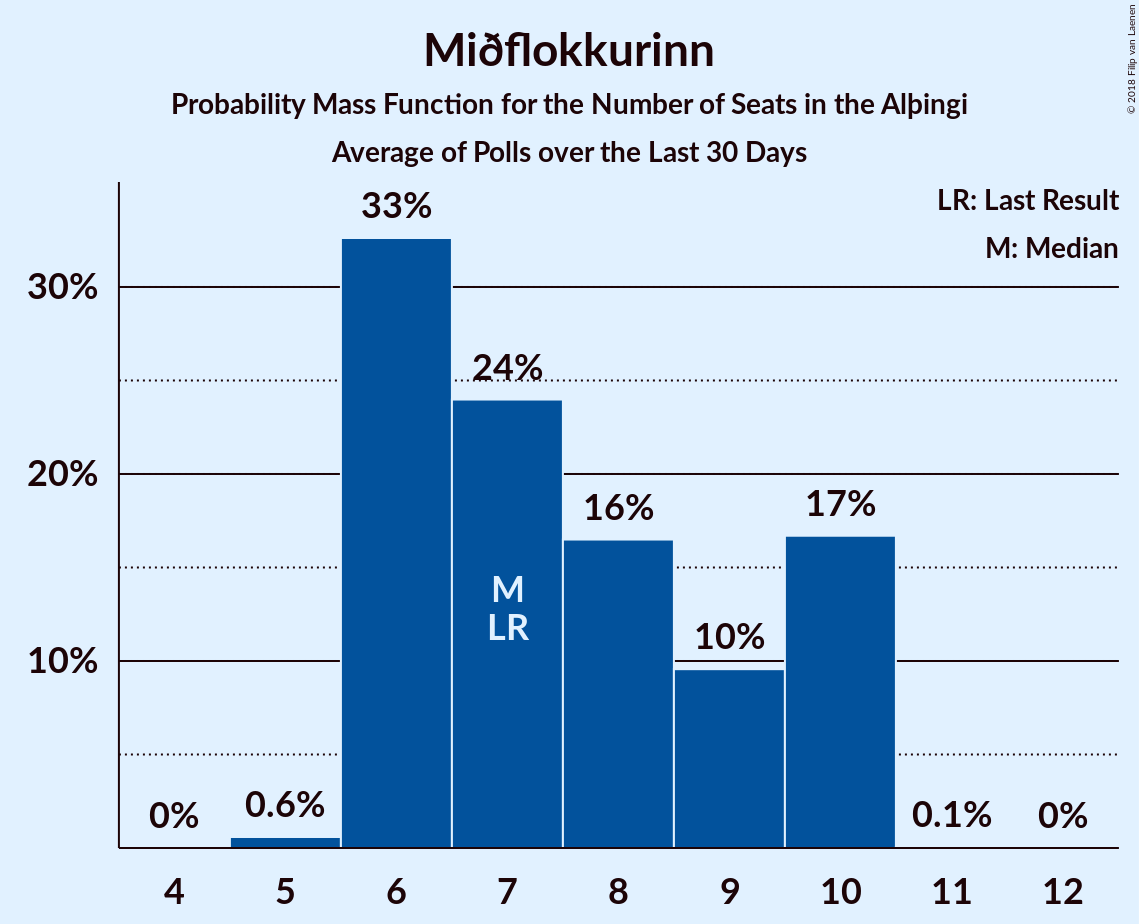 Miðflokkurinn
Probability Mass Function for the Number of Seats in the Alþingi
Average of Polls over the Last 30 Days
© 2018 Filip van Laenen
LR: Last Result
M: Median
30%
20%
10%
0%
0.6%
33%
24%
16%
10%
17%
0.1%
0%
M
LR
4 5 6 7 8 9 10 11 12